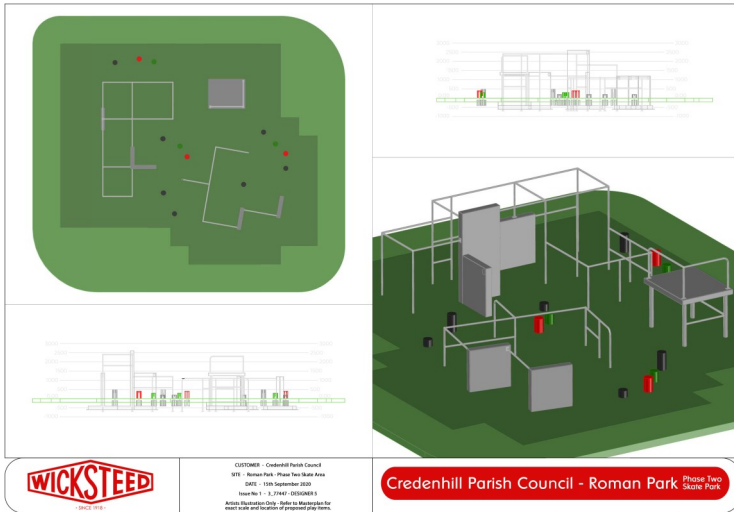 WICKSTEED
- SINCE 1918 -
CUSTOMER - Credenhill Parish Council
SITE - Roman Park - Phase Two Skate Area
DATE - 15th September 2020
Issue No 1 - 3_77447 - DESIGNER S
Artists Illustration Only - Refer to Masterplan for
exact scale and location of proposed play items.
Credenhill Parish Council - Roman Park Phase Two
Skate Park